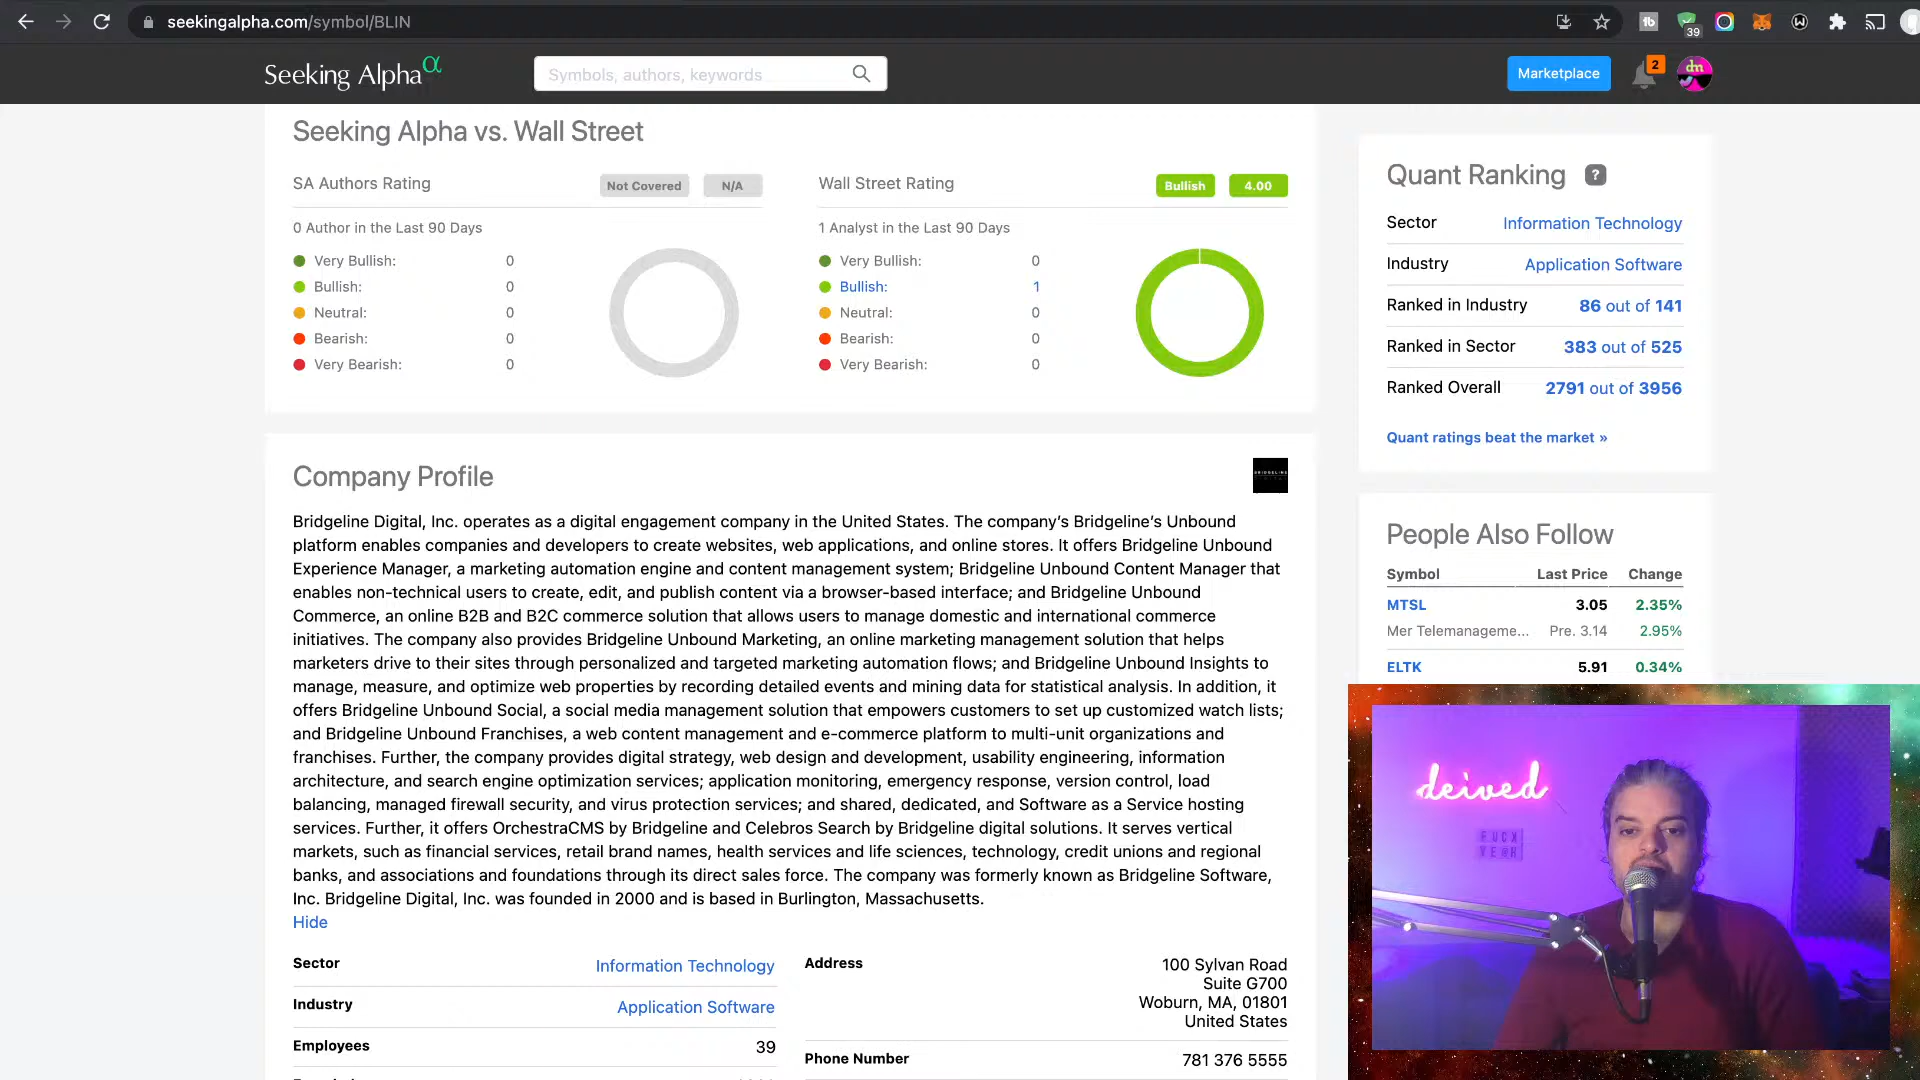 seekingalpha.com/symbol/BLIN
39
Seeking Alpha α
Symbols, authors, keywords
Marketplace
2
dm
Seeking Alpha vs. Wall Street
SA Authors Rating
Not Covered
N/A
0 Author in the Last 90 Days
Very Bullish: 0
Bullish: 0
Neutral: 0
Bearish: 0
Very Bearish: 0
Wall Street Rating
Bullish
4.00
1 Analyst in the Last 90 Days
Very Bullish: 0
Bullish: 1
Neutral: 0
Bearish: 0
Very Bearish: 0
Quant Ranking ?
Sector Information Technology
Industry Application Software
Ranked in Industry 86 out of 141
Ranked in Sector 383 out of 525
Ranked Overall 2791 out of 3956
Quant ratings beat the market »
Company Profile
BRIDGELINE
Bridgeline Digital, Inc. operates as a digital engagement company in the United States. The company's Bridgeline's Unbound
platform enables companies and developers to create websites, web applications, and online stores. It offers Bridgeline Unbound
Experience Manager, a marketing automation engine and content management system; Bridgeline Unbound Content Manager that
enables non-technical users to create, edit, and publish content via a browser-based interface; and Bridgeline Unbound
Commerce, an online B2B and B2C commerce solution that allows users to manage domestic and international commerce
initiatives. The company also provides Bridgeline Unbound Marketing, an online marketing management solution that helps
marketers drive to their sites through personalized and targeted marketing automation flows; and Bridgeline Unbound Insights to
manage, measure, and optimize web properties by recording detailed events and mining data for statistical analysis. In addition, it
offers Bridgeline Unbound Social, a social media management solution that empowers customers to set up customized watch lists;
and Bridgeline Unbound Franchises, a web content management and e-commerce platform to multi-unit organizations and
franchises. Further, the company provides digital strategy, web design and development, usability engineering, information
architecture, and search engine optimization services; application monitoring, emergency response, version control, load
balancing, managed firewall security, and virus protection services; and shared, dedicated, and Software as a Service hosting
services. Further, it offers OrchestraCMS by Bridgeline and Celebros Search by Bridgeline digital solutions. It serves vertical
markets, such as financial services, retail brand names, health services and life sciences, technology, credit unions and regional
banks, and associations and foundations through its direct sales force. The company was formerly known as Bridgeline Software,
Inc. Bridgeline Digital, Inc. was founded in 2000 and is based in Burlington, Massachusetts.
Hide
Sector Information Technology
Industry Application Software
Employees 39
Address 100 Sylvan Road
Suite G700
Woburn, MA, 01801
United States
Phone Number 781 376 5555
People Also Follow
Symbol Last Price Change
MTSL 3.05 2.35%
Mer Telemanageme... Pre. 3.14 2.95%
ELTK 5.91 0.34%
deived
FUCK
YEAH